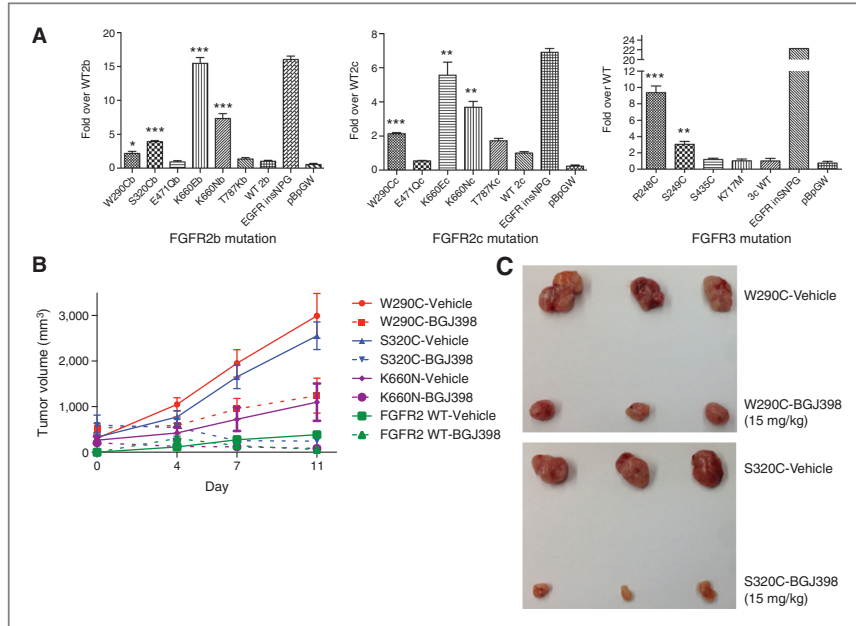 A
Fold over WT2b
20
15
10
5
0
*
***
***
***
W290Cb
S320Cb
E471Qb
K660Eb
K660Nb
T787Kb
WT 2b
EGFR insNPG
pBpGW
FGFR2b mutation
Fold over WT2c
8
6
4
2
0
***
**
**
W290Cc
E471Qc
K660Ec
K660Nc
T787Kc
WT 2c
EGFR insNPG
pBpGW
FGFR2c mutation
Fold over WT
24
22
20
10
8
6
4
2
0
***
**
R248C
S249C
S435C
K717M
3c WT
EGFR inSNPG
pBpGW
FGFR3 mutation
B
Tumor volume (mm³)
3,000
2,000
1,000
0
0 4 7 11
Day
W290C-Vehicle
W290C-BGJ398
S320C-Vehicle
S320C-BGJ398
K660N-Vehicle
K660N-BGJ398
FGFR2 WT-Vehicle
FGFR2 WT-BGJ398
C
W290C-Vehicle
W290C-BGJ398
(15 mg/kg)
S320C-Vehicle
S320C-BGJ398
(15 mg/kg)